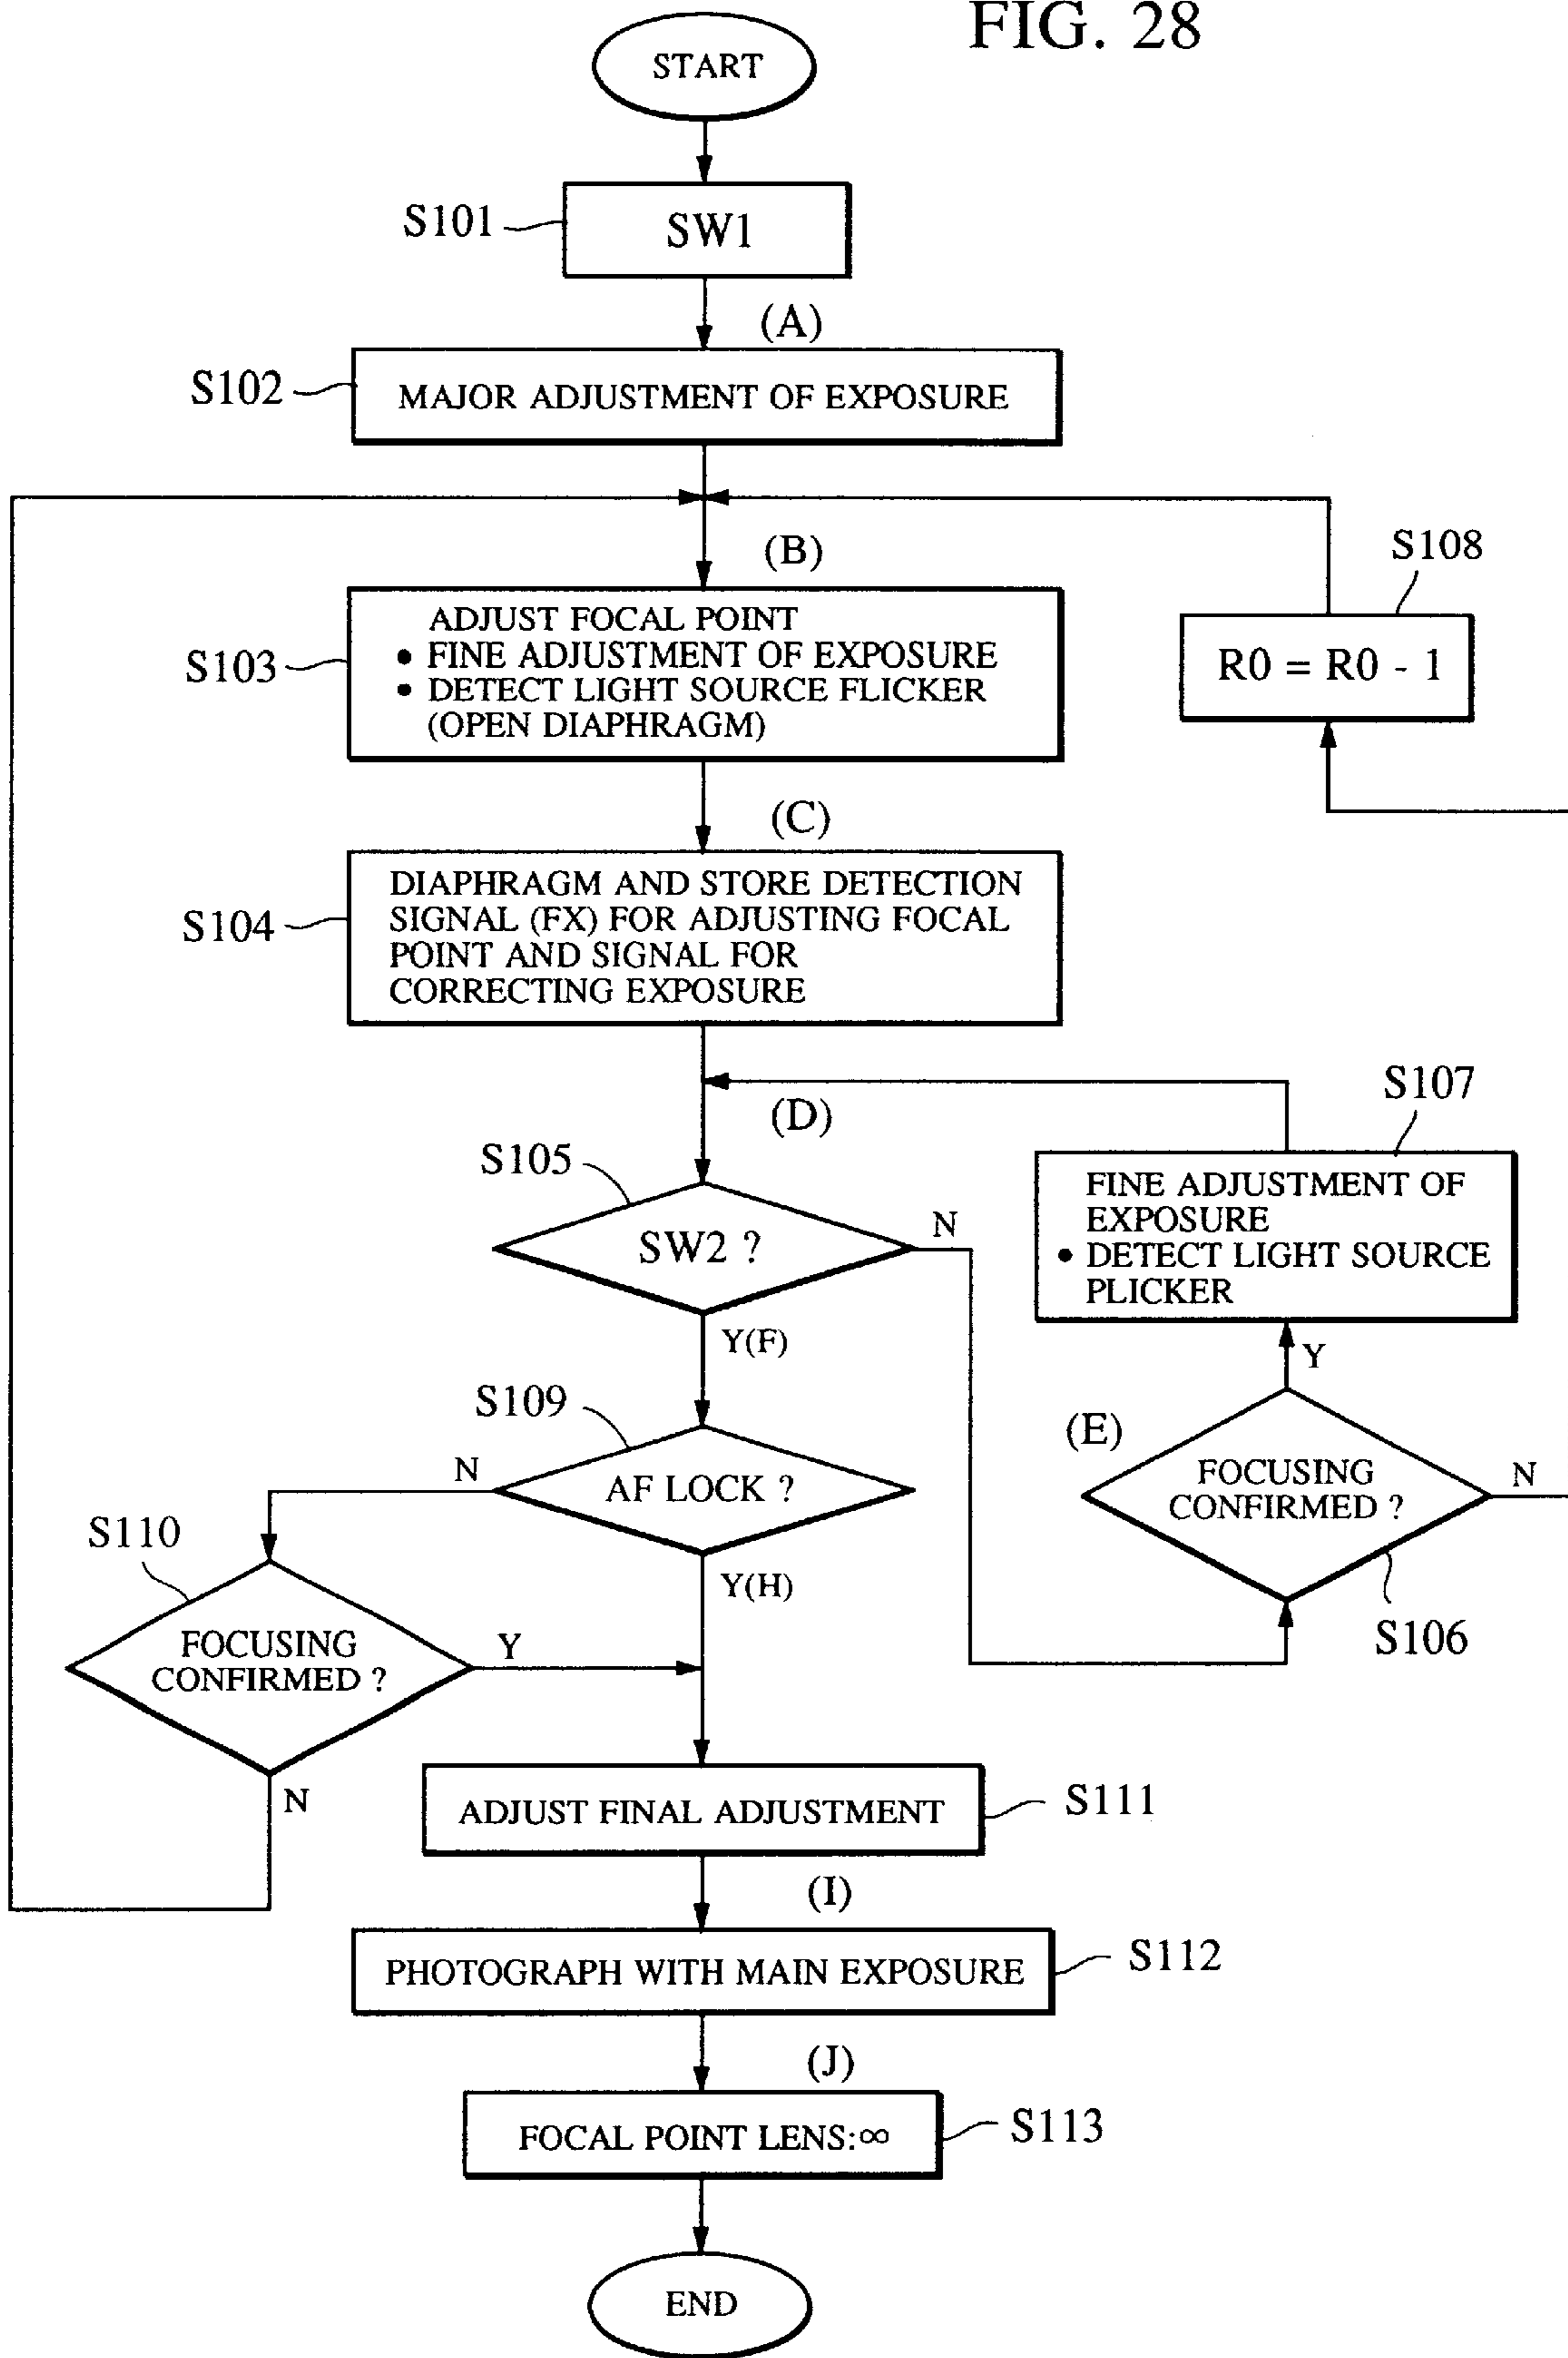 FIG. 28
START
S101
SW1
(A)
S102
MAJOR ADJUSTMENT OF EXPOSURE
(B)
S103
ADJUST FOCAL POINT
• FINE ADJUSTMENT OF EXPOSURE
• DETECT LIGHT SOURCE FLICKER
(OPEN DIAPHRAGM)
S108
R0 = R0 - 1
(C)
S104
DIAPHRAGM AND STORE DETECTION
SIGNAL (FX) FOR ADJUSTING FOCAL
POINT AND SIGNAL FOR
CORRECTING EXPOSURE
(D)
S105
SW2 ?
N
Y(F)
S107
FINE ADJUSTMENT OF
EXPOSURE
• DETECT LIGHT SOURCE
PLICKER
Y
(E)
FOCUSING
CONFIRMED ?
N
S106
S109
AF LOCK ?
N
Y(H)
S110
FOCUSING
CONFIRMED ?
Y
N
ADJUST FINAL ADJUSTMENT
S111
(I)
PHOTOGRAPH WITH MAIN EXPOSURE
S112
(J)
FOCAL POINT LENS:∞
S113
END